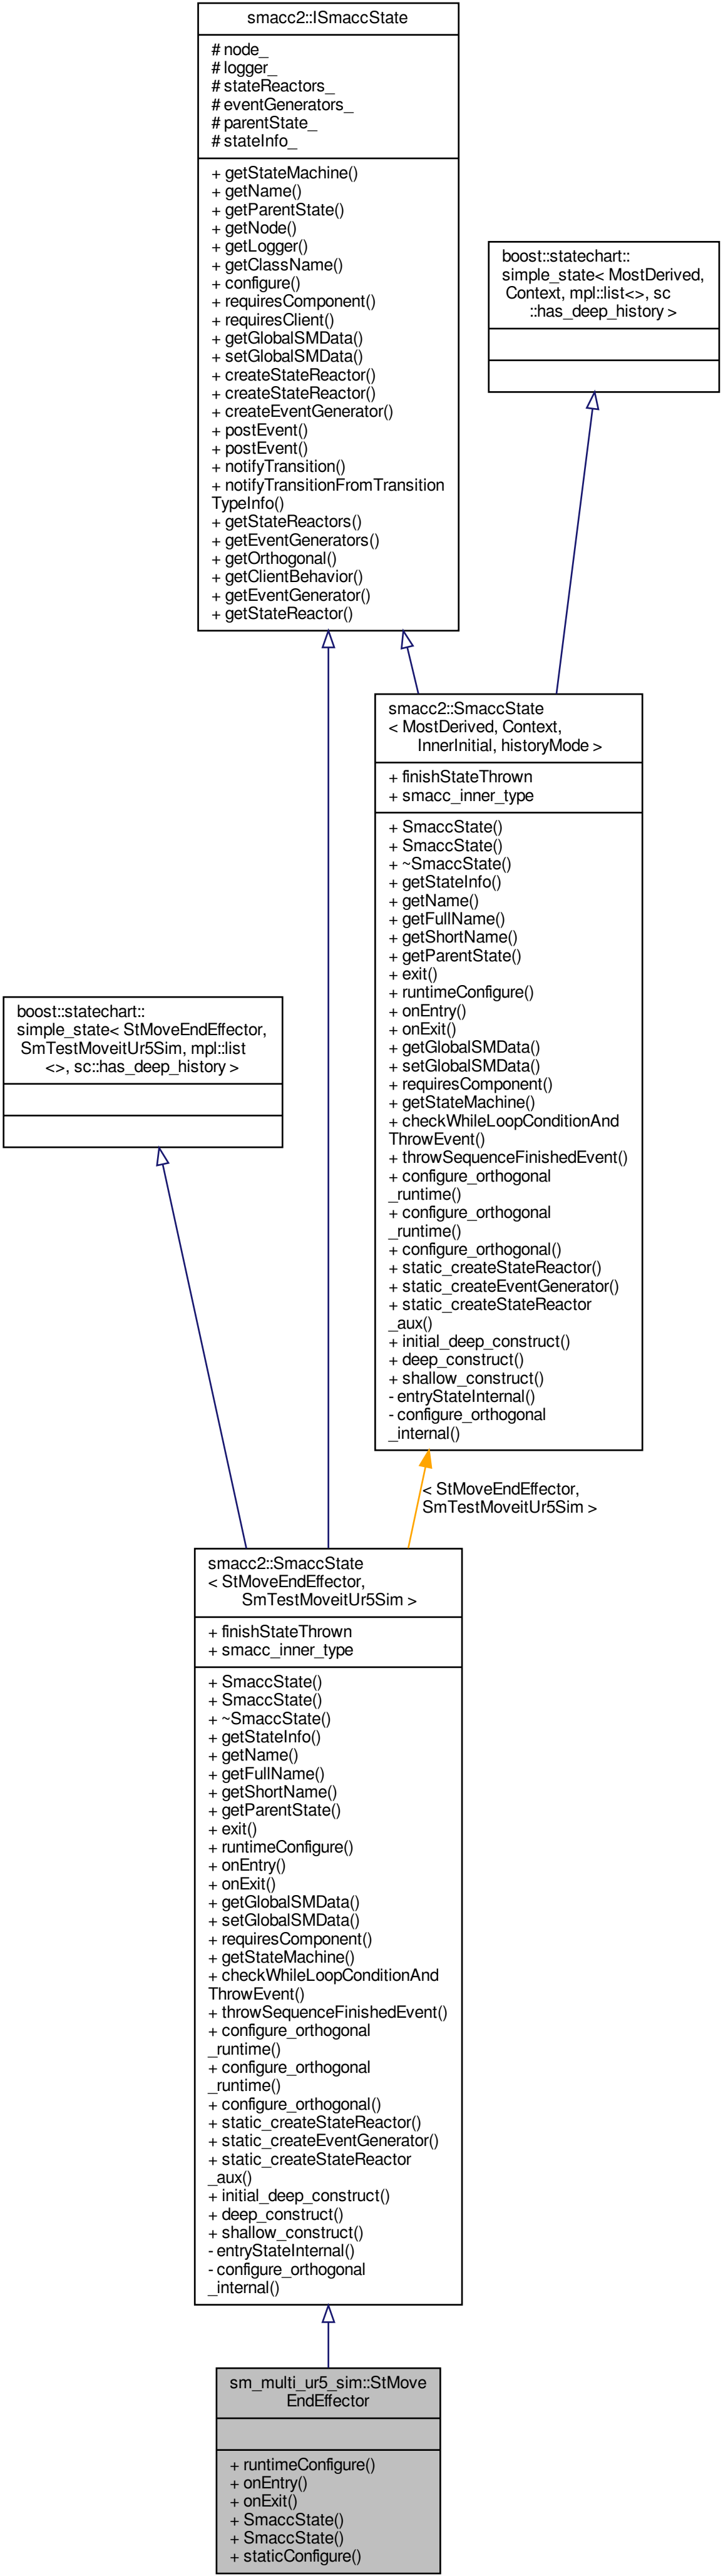 smacc2::ISmaccState
# node_
# logger_
# stateReactors_
# eventGenerators_
# parentState_
# stateInfo_
+ getStateMachine()
+ getName()
+ getParentState()
+ getNode()
+ getLogger()
+ getClassName()
+ configure()
+ requiresComponent()
+ requiresClient()
+ getGlobalSMData()
+ setGlobalSMData()
+ createStateReactor()
+ createStateReactor()
+ createEventGenerator()
+ postEvent()
+ postEvent()
+ notifyTransition()
+ notifyTransitionFromTransition
TypeInfo()
+ getStateReactors()
+ getEventGenerators()
+ getOrthogonal()
+ getClientBehavior()
+ getEventGenerator()
+ getStateReactor()
boost::statechart::
simple_state< MostDerived,
Context, mpl::list<>, sc
::has_deep_history >
smacc2::SmaccState
< MostDerived, Context,
InnerInitial, historyMode >
+ finishStateThrown
+ smacc_inner_type
+ SmaccState()
+ SmaccState()
+ ~SmaccState()
+ getStateInfo()
+ getName()
+ getFullName()
+ getShortName()
+ getParentState()
+ exit()
+ runtimeConfigure()
+ onEntry()
+ onExit()
+ getGlobalSMData()
+ setGlobalSMData()
+ requiresComponent()
+ getStateMachine()
+ checkWhileLoopConditionAnd
ThrowEvent()
+ throwSequenceFinishedEvent()
+ configure_orthogonal
_runtime()
+ configure_orthogonal
_runtime()
+ configure_orthogonal()
+ static_createStateReactor()
+ static_createEventGenerator()
+ static_createStateReactor
_aux()
+ initial_deep_construct()
+ deep_construct()
+ shallow_construct()
- entryStateInternal()
- configure_orthogonal
_internal()
boost::statechart::
simple_state< StMoveEndEffector,
SmTestMoveitUr5Sim, mpl::list
<>, sc::has_deep_history >
< StMoveEndEffector,
SmTestMoveitUr5Sim >
smacc2::SmaccState
< StMoveEndEffector,
SmTestMoveitUr5Sim >
+ finishStateThrown
+ smacc_inner_type
+ SmaccState()
+ SmaccState()
+ ~SmaccState()
+ getStateInfo()
+ getName()
+ getFullName()
+ getShortName()
+ getParentState()
+ exit()
+ runtimeConfigure()
+ onEntry()
+ onExit()
+ getGlobalSMData()
+ setGlobalSMData()
+ requiresComponent()
+ getStateMachine()
+ checkWhileLoopConditionAnd
ThrowEvent()
+ throwSequenceFinishedEvent()
+ configure_orthogonal
_runtime()
+ configure_orthogonal
_runtime()
+ configure_orthogonal()
+ static_createStateReactor()
+ static_createEventGenerator()
+ static_createStateReactor
_aux()
+ initial_deep_construct()
+ deep_construct()
+ shallow_construct()
- entryStateInternal()
- configure_orthogonal
_internal()
sm_multi_ur5_sim::StMove
EndEffector
+ runtimeConfigure()
+ onEntry()
+ onExit()
+ SmaccState()
+ SmaccState()
+ staticConfigure()